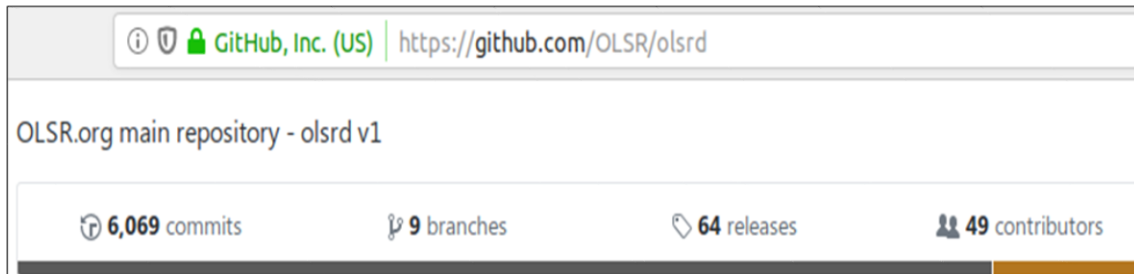 GitHub, Inc. (US) https://github.com/OLSR/olsrd
OLSR.org main repository - olsrd v1
6,069 commits 9 branches 64 releases 49 contributors